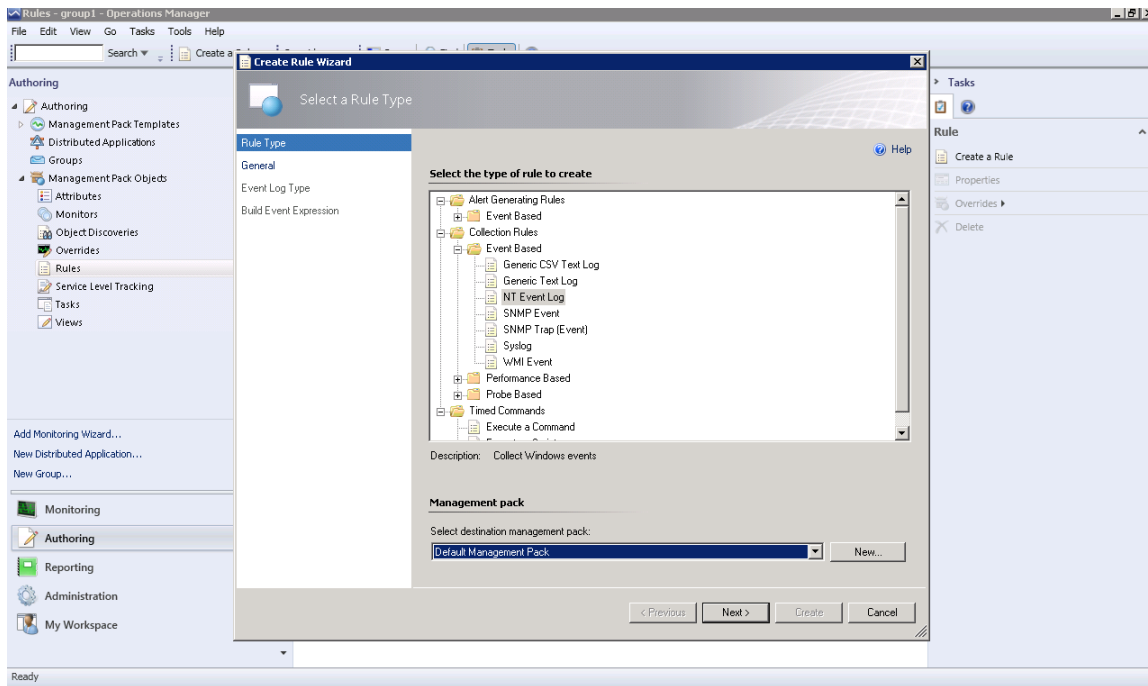 Rules - group1 - Operations Manager
File Edit View Go Tasks Tools Help
Search
Create a
Authoring
Authoring
Management Pack Templates
Distributed Applications
Groups
Management Pack Objects
Attributes
Monitors
Object Discoveries
Overrides
Rules
Service Level Tracking
Tasks
Views
Add Monitoring Wizard...
New Distributed Application...
New Group...
Monitoring
Authoring
Reporting
Administration
My Workspace
Ready
Create Rule Wizard
Select a Rule Type
Rule Type
General
Event Log Type
Build Event Expression
Help
Select the type of rule to create
Alert Generating Rules
Event Based
Collection Rules
Event Based
Generic CSV Text Log
Generic Text Log
NT Event Log
SNMP Event
SNMP Trap (Event)
Syslog
WMI Event
Performance Based
Probe Based
Timed Commands
Execute a Command
Description: Collect Windows events
Management pack
Select destination management pack:
Default Management Pack
New...
< Previous
Next >
Create
Cancel
Tasks
Rule
Create a Rule
Properties
Overrides
Delete